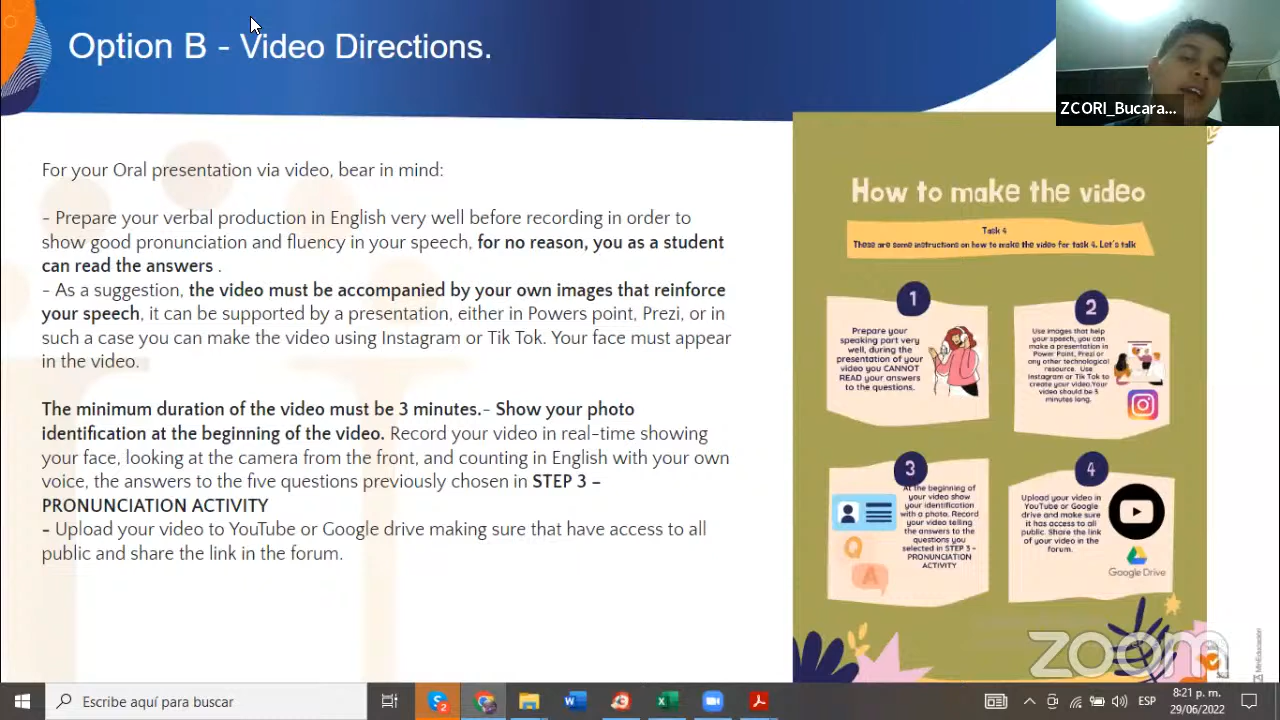 Option B - Video Directions.
ZCORI_Bucara...
For your Oral presentation via video, bear in mind:
- Prepare your verbal production in English very well before recording in order to
show good pronunciation and fluency in your speech, for no reason, you as a student
can read the answers .
- As a suggestion, the video must be accompanied by your own images that reinforce
your speech, it can be supported by a presentation, either in Powers point, Prezi, or in
such a case you can make the video using Instagram or Tik Tok. Your face must appear
in the video.
The minimum duration of the video must be 3 minutes.- Show your photo
identification at the beginning of the video. Record your video in real-time showing
your face, looking at the camera from the front, and counting in English with your own
voice, the answers to the five questions previously chosen in STEP 3 –
PRONUNCIATION ACTIVITY
- Upload your video to YouTube or Google drive making sure that have access to all
public and share the link in the forum.
How to make the video
Task 4
These are some instructions on how to make the video for task 4. Let's talk
1
Prepare your
speaking part very
well, during the
presentation of your
video you CANNOT
READ your answers
to the questions.
2
Use images that help
your speech, you can
make a presentation in
Power Point, Prezi or
any other technological
resource. Use
Instagram or Tik Tok to
create your video.Your
video should be 3
minutes long.
3
At the beginning of
your video show
your identification
with a photo. Record
your video telling
the answers to the
questions you
selected in STEP 3 –
PRONUNCIATION
ACTIVITY
Q
A
4
Upload your video in
YouTube or Google
drive and make sure
it has access to all
public. Share the link
of your video in the
forum.
Google Drive
zoom
MinEducación
Escribe aquí para buscar
ESP
8:21 p. m.
29/06/2022